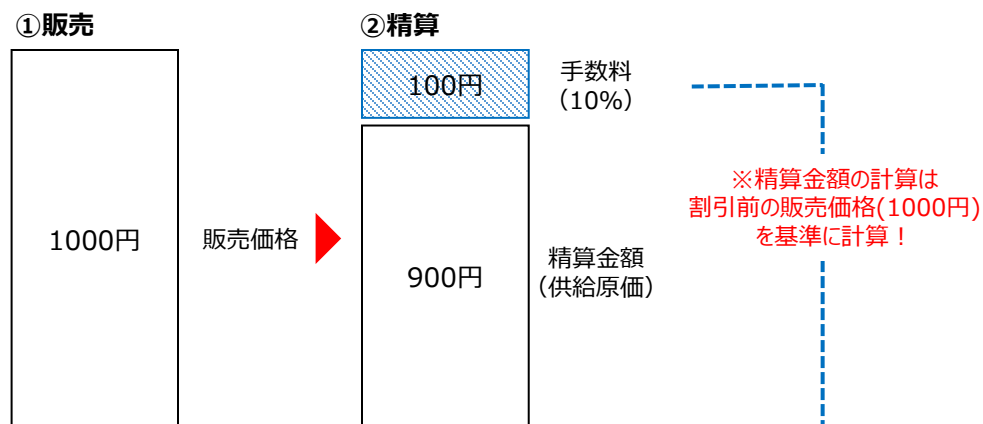 ①販売
②精算
100円
手数料
（10%）
1000円
販売価格
900円
精算金額
（供給原価）
※精算金額の計算は
割引前の販売価格(1000円)
を基準に計算！